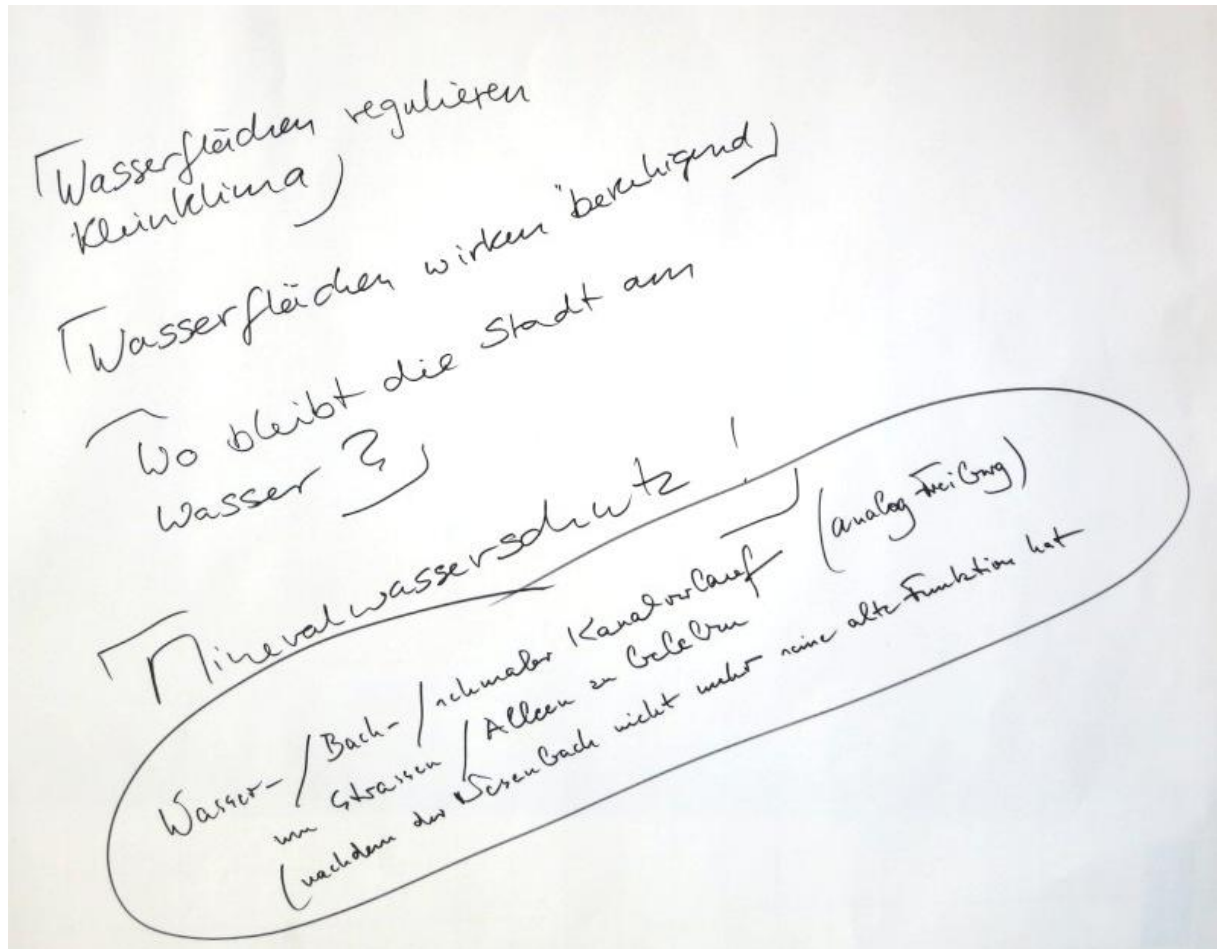 Wasserflächen regulieren
Kleinklima
Wasserflächen wirken "beruhigend
Wo bleibt die Stadt am
Wasser?
Mineralwasserschutz!
Wasser-/Bach-/schmaler Kanalverlauf (analog Freiburg)
um Strassen/Alleen zu beleben
(nachdem der Nesenbach nicht mehr seine alte Funktion hat